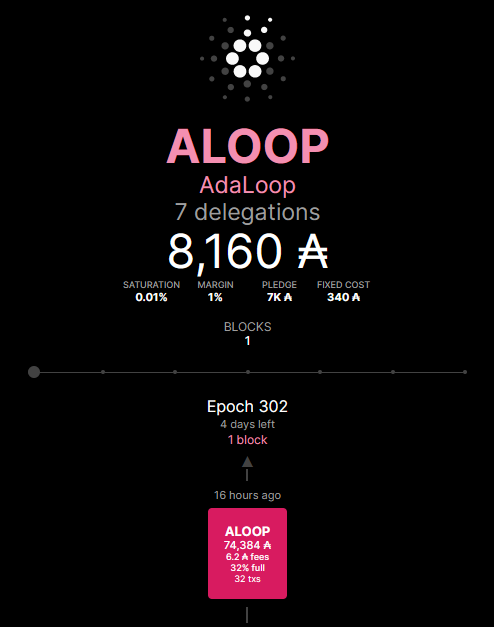 ALOOP
AdaLoop
7 delegations
8,160 ₳
SATURATION MARGIN PLEDGE FIXED COST
0.01% 1% 7K ₳ 340 ₳
BLOCKS
1
Epoch 302
4 days left
1 block
16 hours ago
ALOOP
74,384 ₳
6.2 ₳ fees
32% full
32 txs